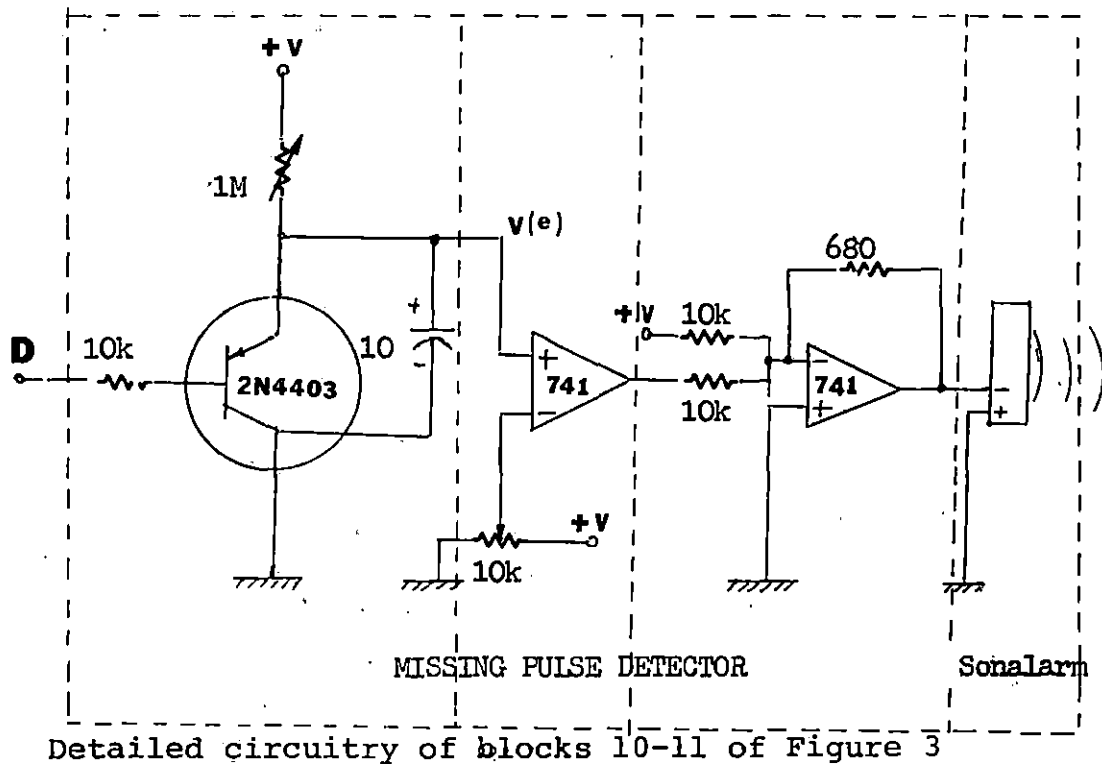 +V
1M
V(e)
680
+V
10k
D
10k
+
10
-
2N4403
+
741
-
10k
-
741
+
-
+
+V
10k
MISSING PULSE DETECTOR
Sonalarm
Detailed circuitry of blocks 10-11 of Figure 3